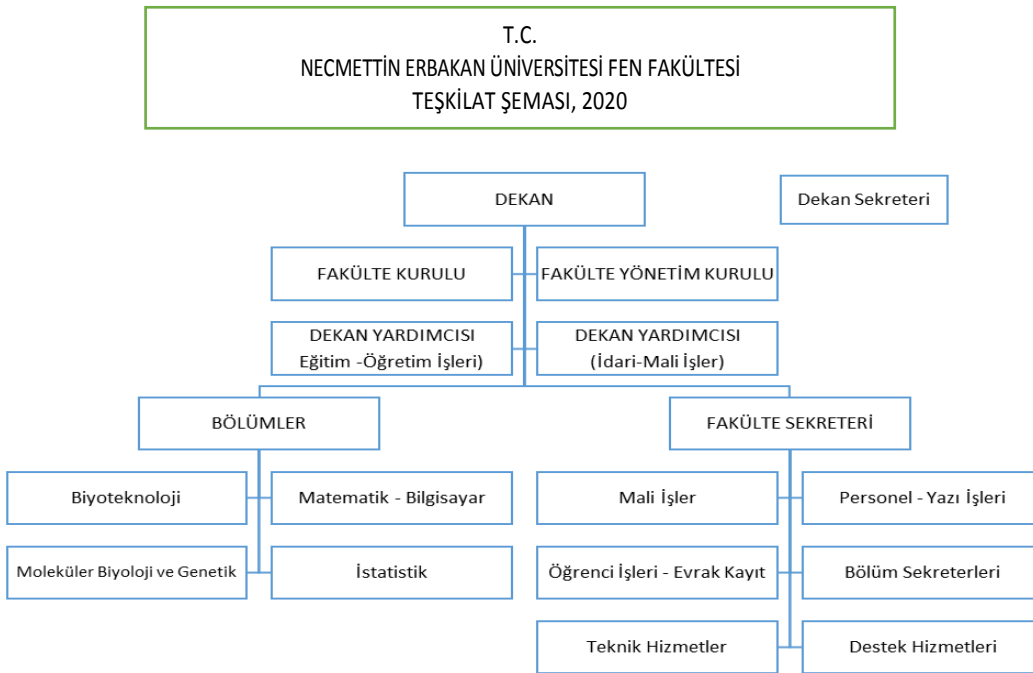 T.C.
NECMETTİN ERBAKAN ÜNİVERSİTESİ FEN FAKÜLTESİ
TEŞKİLAT ŞEMASI, 2020
DEKAN
Dekan Sekreteri
FAKÜLTE KURULU
FAKÜLTE YÖNETİM KURULU
DEKAN YARDIMCISI
Eğitim -Öğretim İşleri)
DEKAN YARDIMCISI
(İdari-Mali İşler)
BÖLÜMLER
FAKÜLTE SEKRETERİ
Biyoteknoloji
Matematik - Bilgisayar
Mali İşler
Personel - Yazı İşleri
Moleküler Biyoloji ve Genetik
İstatistik
Öğrenci İşleri - Evrak Kayıt
Bölüm Sekreterleri
Teknik Hizmetler
Destek Hizmetleri